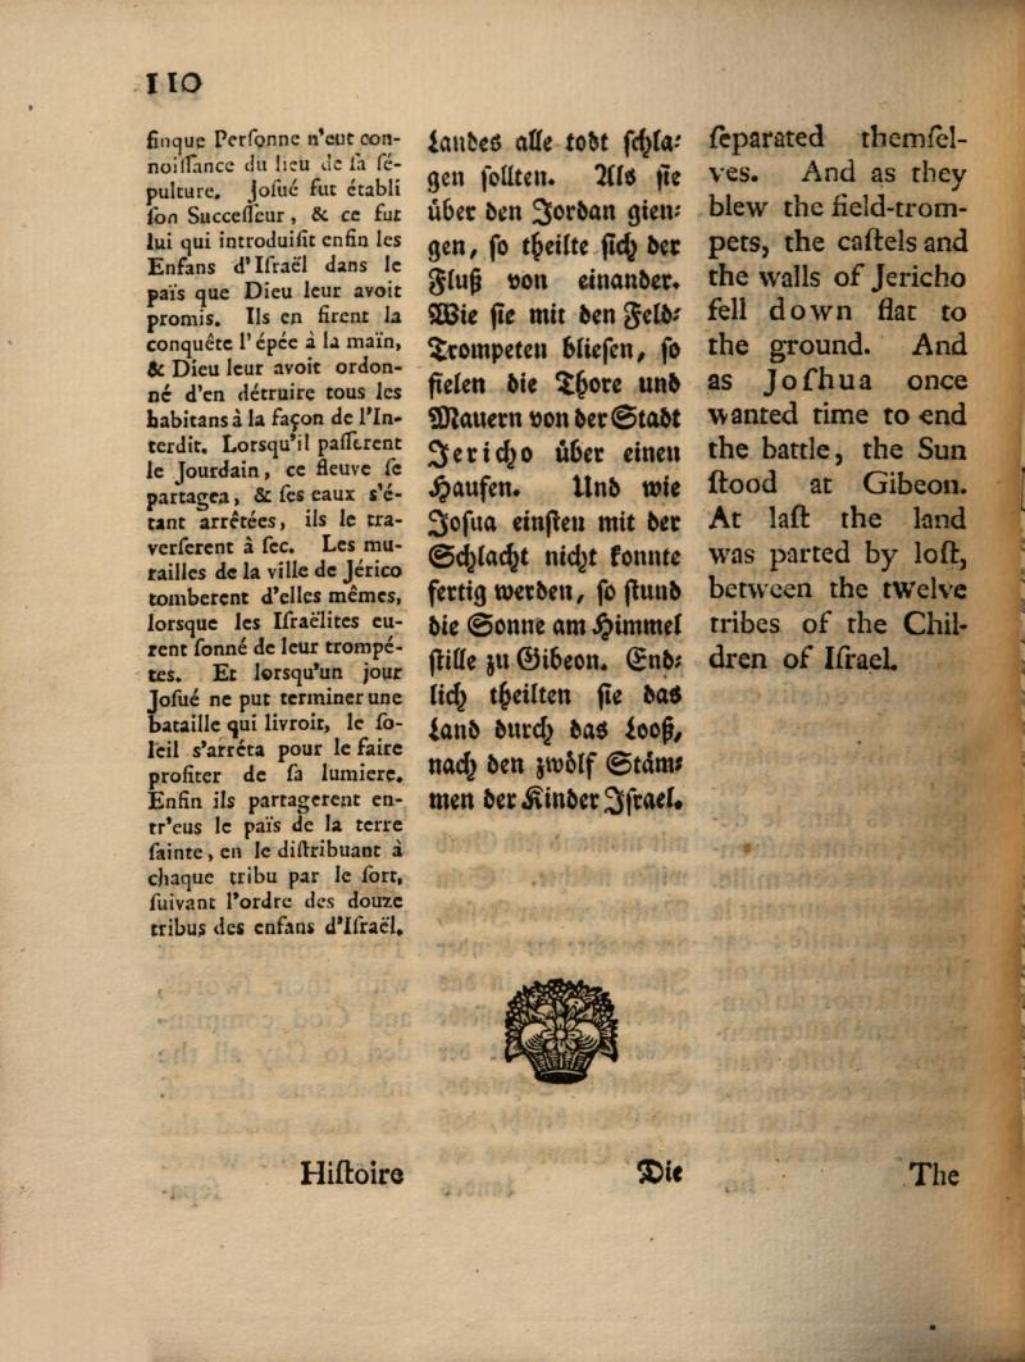 110
ſinque Perſonne n'eut con-
noiſſance du lieu de ſa ſé-
pulture. Joſué fut établi
ſon Succeſſeur, & ce fut
lui qui introduiſit enfin les
Enfans d'Iſraël dans le
païs que Dieu leur avoit
promis. Ils en firent la
conquête l'épée à la maïn,
& Dieu leur avoit ordon-
né d'en détruire tous les
habitans à la façon de l'In-
terdit. Lorsqu'il paſſerent
le Jourdain, ce fleuve ſe
partagea, & ſes eaux s'é-
tant arrêtées, ils le tra-
verſerent à ſec. Les mu-
railles de la ville de Jérico
tomberent d'elles mêmes,
lorsque les Iſraëlites eu-
rent ſonné de leur trompé-
tes. Et lorsqu'un jour
Joſué ne put terminer une
bataille qui livroit, le ſo-
leil s'arréta pour le faire
profiter de ſa lumiere.
Enfin ils partagerent en-
tr'eus le païs de la terre
ſainte, en le diſtribuant à
chaque tribu par le ſort,
ſuivant l'ordre des douze
tribus des enfans d'Iſraël.
Landes alle todt ſchla-
gen ſollten. Als ſie
über den Jordan gien-
gen, ſo theilte ſich der
Fluß von einander.
Wie ſie mit den Feld-
Trompeten blieſen, ſo
fielen die Thore und
Mauern von der Stadt
Jericho über einen
Haufen. Und wie
Joſua einſten mit der
Schlacht nicht konnte
fertig werden, ſo ſtund
die Sonne am Himmel
ſtille zu Gibeon. End-
lich theilten ſie das
Land durch das Looß,
nach den zwölf Stäm-
men der Kinder Iſrael.
ſeparated themſel-
ves. And as they
blew the field-trom-
pets, the caſtels and
the walls of Jericho
fell down flat to
the ground. And
as Joſhua once
wanted time to end
the battle, the Sun
ſtood at Gibeon.
At laſt the land
was parted by loſt,
between the twelve
tribes of the Chil-
dren of Iſrael.
Hiſtoire Die The